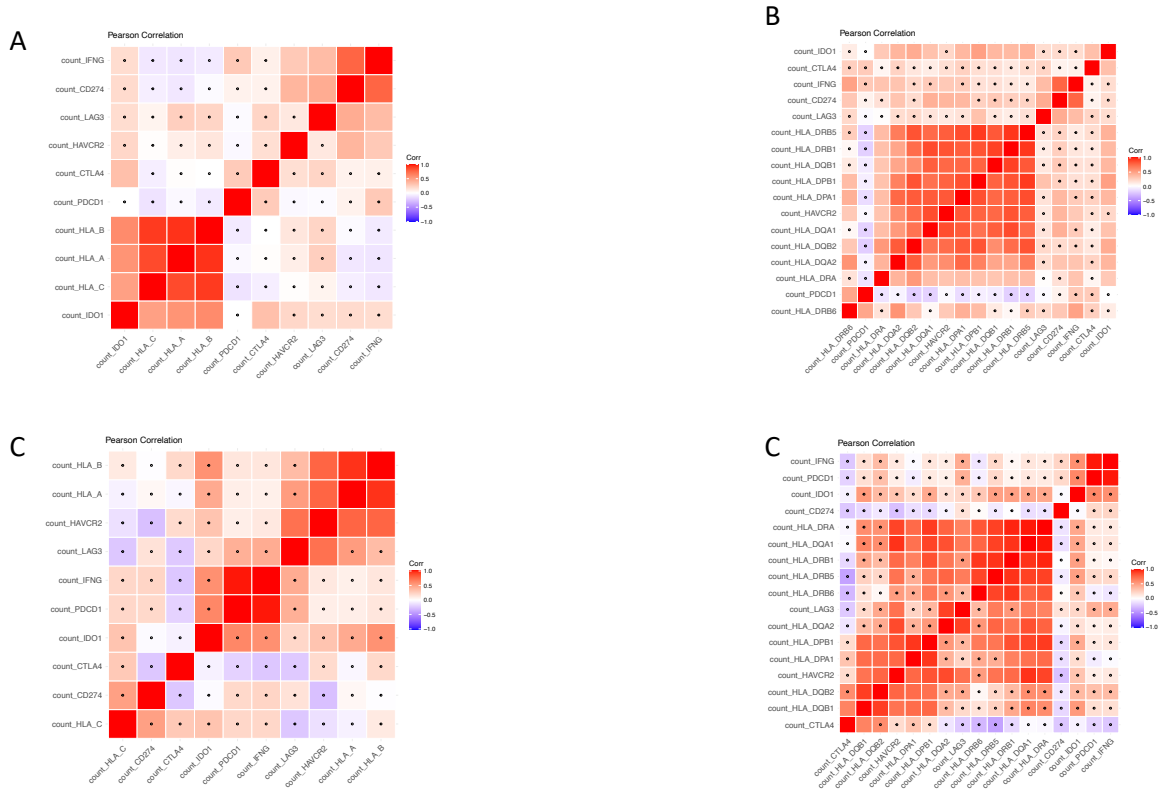 A
Pearson Correlation
count_IFNG
count_CD274
count_LAG3
count_HAVCR2
count_CTLA4
count_PDCD1
count_HLA_B
count_HLA_A
count_HLA_C
count_IDO1
count_IDO1
count_HLA_C
count_HLA_A
count_HLA_B
count_PDCD1
count_CTLA4
count_HAVCR2
count_LAG3
count_CD274
count_IFNG
Corr
1.0
0.5
0.0
-0.5
-1.0
B
Pearson Correlation
count_IDO1
count_CTLA4
count_IFNG
count_CD274
count_LAG3
count_HLA_DRB5
count_HLA_DRB1
count_HLA_DQB1
count_HLA_DPB1
count_HLA_DPA1
count_HAVCR2
count_HLA_DQA1
count_HLA_DQB2
count_HLA_DQA2
count_HLA_DRA
count_PDCD1
count_HLA_DRB6
count_HLA_DRB6
count_PDCD1
count_HLA_DRA
count_HLA_DQA2
count_HLA_DQB2
count_HLA_DQA1
count_HAVCR2
count_HLA_DPA1
count_HLA_DPB1
count_HLA_DQB1
count_HLA_DRB1
count_HLA_DRB5
count_LAG3
count_CD274
count_IFNG
count_CTLA4
count_IDO1
Corr
1.0
0.5
0.0
-0.5
-1.0
C
Pearson Correlation
count_HLA_B
count_HLA_A
count_HAVCR2
count_LAG3
count_IFNG
count_PDCD1
count_IDO1
count_CTLA4
count_CD274
count_HLA_C
count_HLA_C
count_CD274
count_CTLA4
count_IDO1
count_PDCD1
count_IFNG
count_LAG3
count_HAVCR2
count_HLA_A
count_HLA_B
Corr
1.0
0.5
0.0
-0.5
-1.0
C
Pearson Correlation
count_IFNG
count_PDCD1
count_IDO1
count_CD274
count_HLA_DRA
count_HLA_DQA1
count_HLA_DRB1
count_HLA_DRB5
count_HLA_DRB6
count_LAG3
count_HLA_DQA2
count_HLA_DPB1
count_HLA_DPA1
count_HAVCR2
count_HLA_DQB2
count_HLA_DQB1
count_CTLA4
count_CTLA4
count_HLA_DQB1
count_HLA_DQB2
count_HAVCR2
count_HLA_DPA1
count_HLA_DPB1
count_HLA_DQA2
count_LAG3
count_HLA_DRB6
count_HLA_DRB5
count_HLA_DRB1
count_HLA_DQA1
count_HLA_DRA
count_CD274
count_IDO1
count_PDCD1
count_IFNG
Corr
1.0
0.5
0.0
-0.5
-1.0